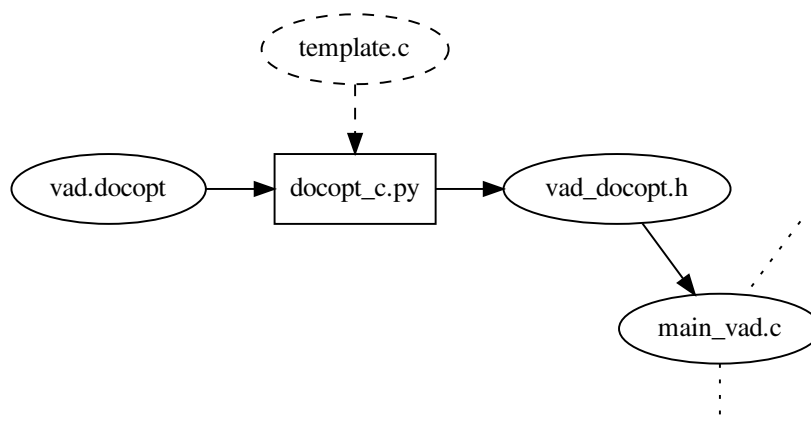 template.c
vad.docopt
docopt_c.py
vad_docopt.h
main_vad.c